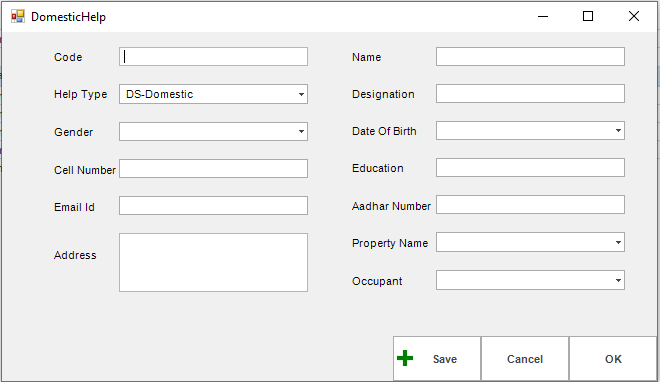 DomesticHelp
Code
Name
Help Type DS-Domestic
Designation
Gender
Date Of Birth
Cell Number
Education
Email Id
Aadhar Number
Address
Property Name
Occupant
Save Cancel OK